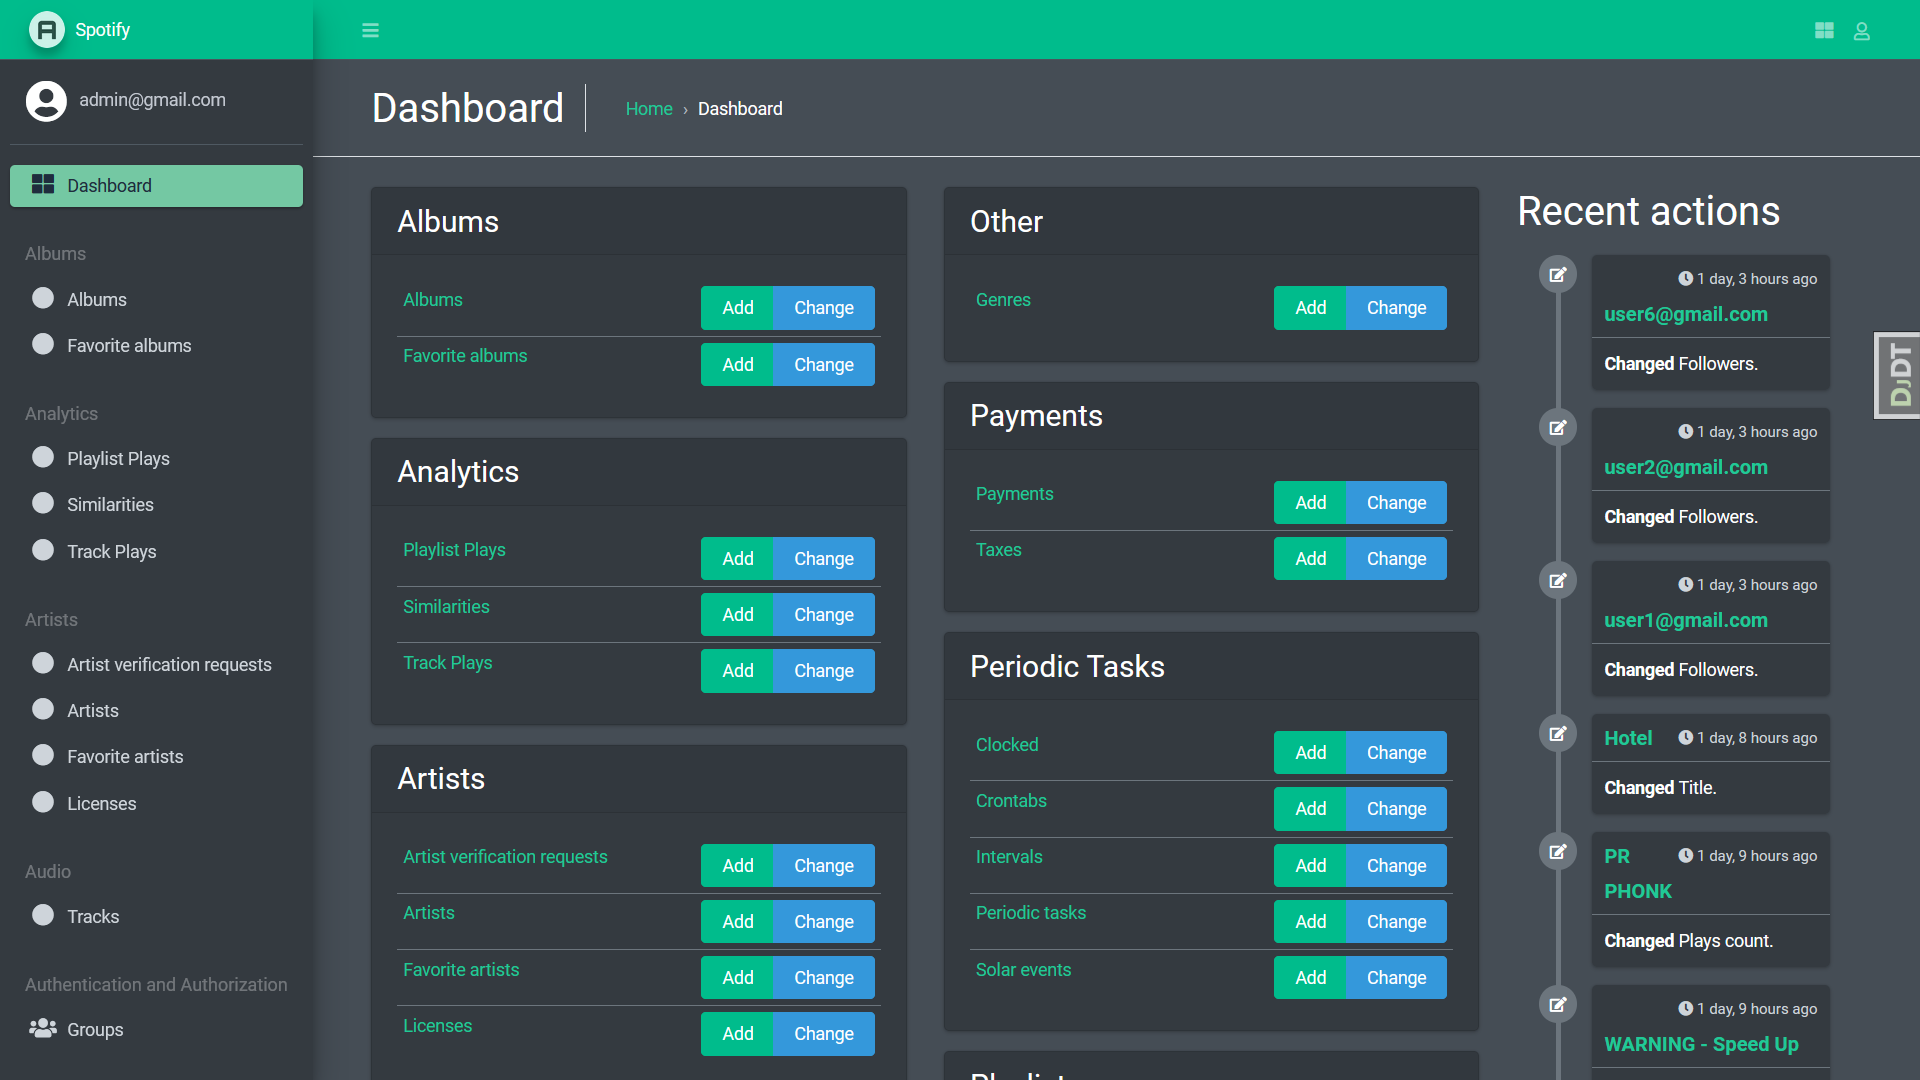 Spotify
admin@gmail.com
Dashboard
Albums
Albums
Favorite albums
Analytics
Playlist Plays
Similarities
Track Plays
Artists
Artist verification requests
Artists
Favorite artists
Licenses
Audio
Tracks
Authentication and Authorization
Groups
Dashboard
Home › Dashboard
Albums
Albums Add Change
Favorite albums Add Change
Analytics
Playlist Plays Add Change
Similarities Add Change
Track Plays Add Change
Artists
Artist verification requests Add Change
Artists Add Change
Favorite artists Add Change
Licenses Add Change
Other
Genres Add Change
Payments
Payments Add Change
Taxes Add Change
Periodic Tasks
Clocked Add Change
Crontabs Add Change
Intervals Add Change
Periodic tasks Add Change
Solar events Add Change
Recent actions
1 day, 3 hours ago
user6@gmail.com
Changed Followers.
1 day, 3 hours ago
user2@gmail.com
Changed Followers.
1 day, 3 hours ago
user1@gmail.com
Changed Followers.
Hotel 1 day, 8 hours ago
Changed Title.
PR 1 day, 9 hours ago
PHONK
Changed Plays count.
1 day, 9 hours ago
WARNING - Speed Up
DJDT